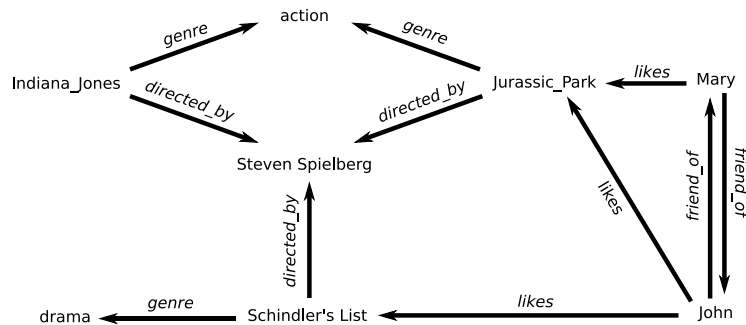 action
genre
genre
Indiana_Jones
Jurassic_Park
likes
Mary
directed_by
directed_by
Steven Spielberg
directed_by
likes
friend_of
friend_of
drama
genre
Schindler's List
likes
John